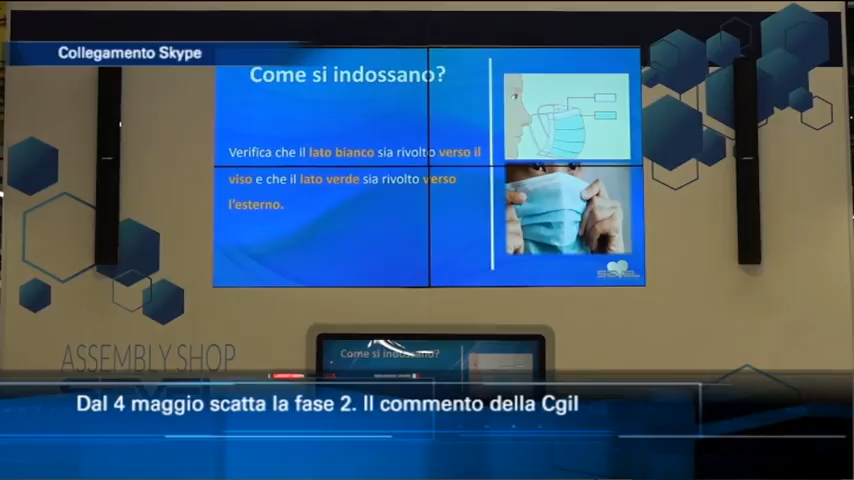 Collegamento Skype
Come si indossano?
Verifica che il lato bianco sia rivolto verso il
viso e che il lato verde sia rivolto verso
l'esterno.
ASSEMBLY SHOP
Come si indossano?
Dal 4 maggio scatta la fase 2. Il commento della Cgil